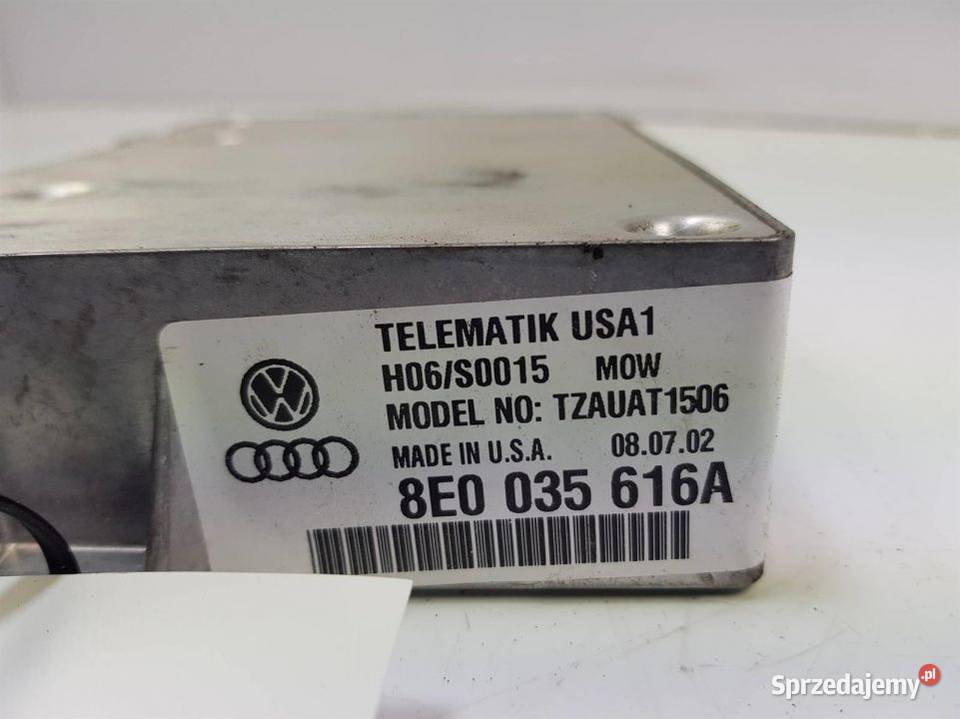 TELEMATIK USA1
H06/S0015 MOW
MODEL NO: TZAUAT1506
MADE IN U.S.A. 08.07.02
8E0 035 616A
Sprzedajemy.pl